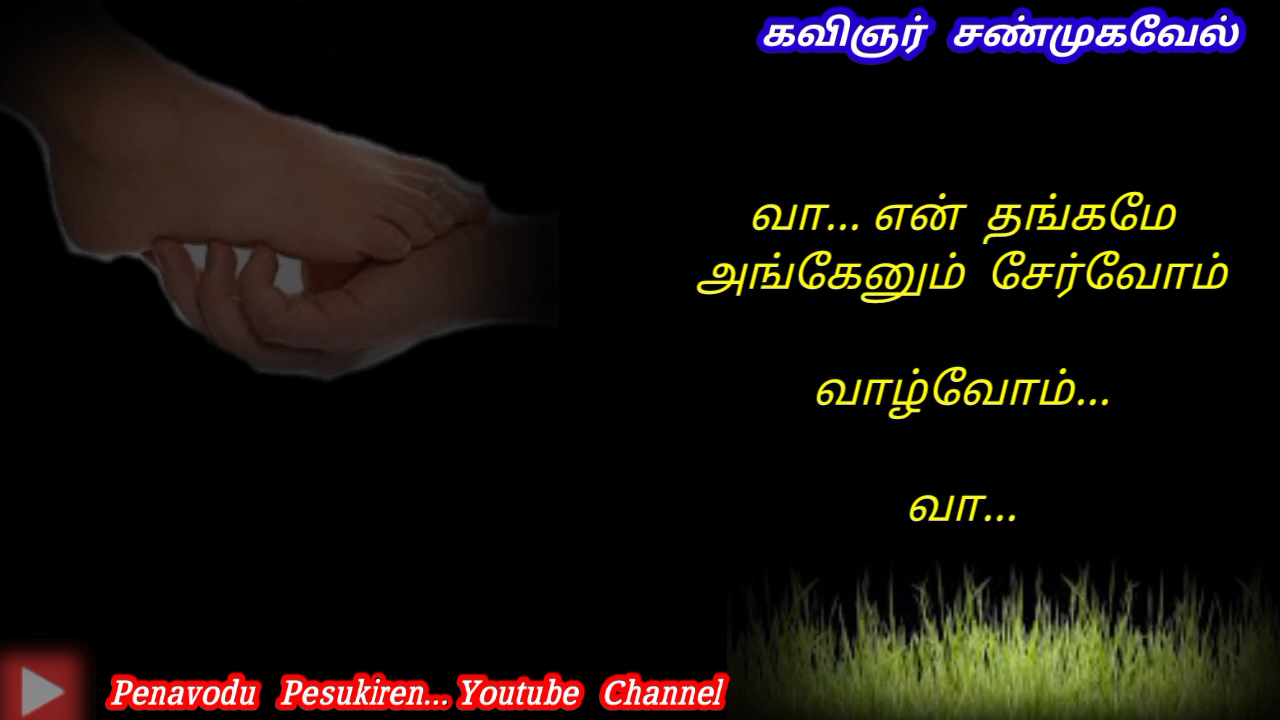 கவிஞர் சண்முகவேல்
வா... என் தங்கமே
அங்கேனும் சேர்வோம்
வாழ்வோம்...
வா...
Penavodu Pesukiren... Youtube Channel